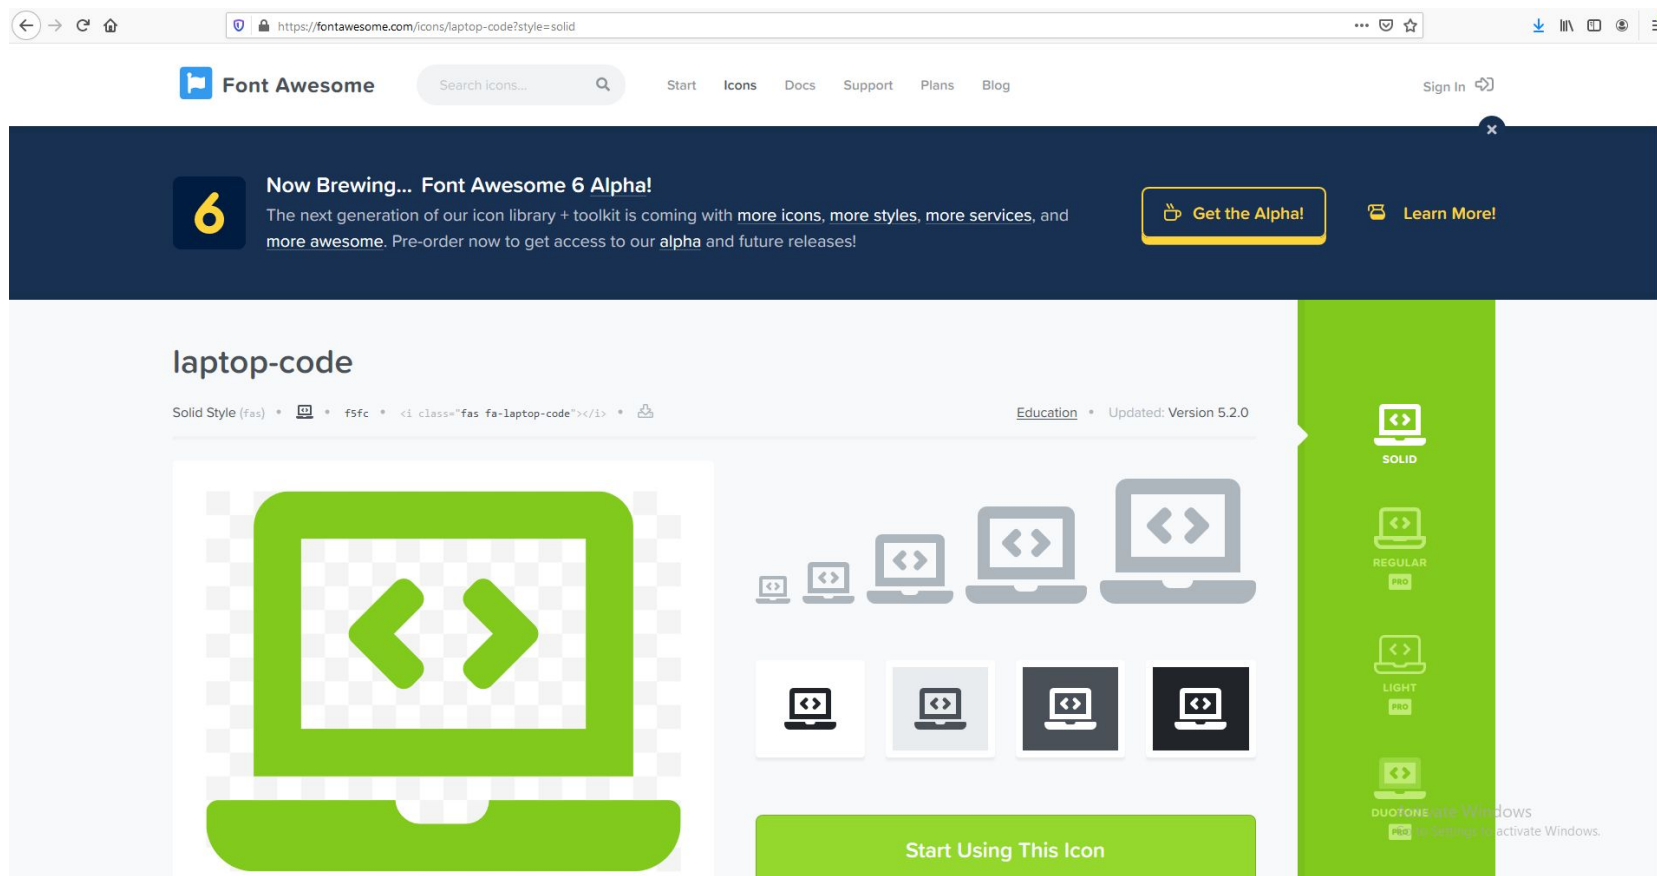 https://fontawesome.com/icons/laptop-code?style=solid
Font Awesome
Search icons...
Start Icons Docs Support Plans Blog
Sign In
6
Now Brewing... Font Awesome 6 Alpha!
The next generation of our icon library + toolkit is coming with more icons, more styles, more services, and
more awesome. Pre-order now to get access to our alpha and future releases!
Get the Alpha!
Learn More!
laptop-code
Solid Style (fas) • • f5fc • <i class="fas fa-laptop-code"></i> •
Education • Updated: Version 5.2.0
SOLID
REGULAR
PRO
LIGHT
PRO
DUOTONE
PRO
Windows
activate Windows.
Start Using This Icon